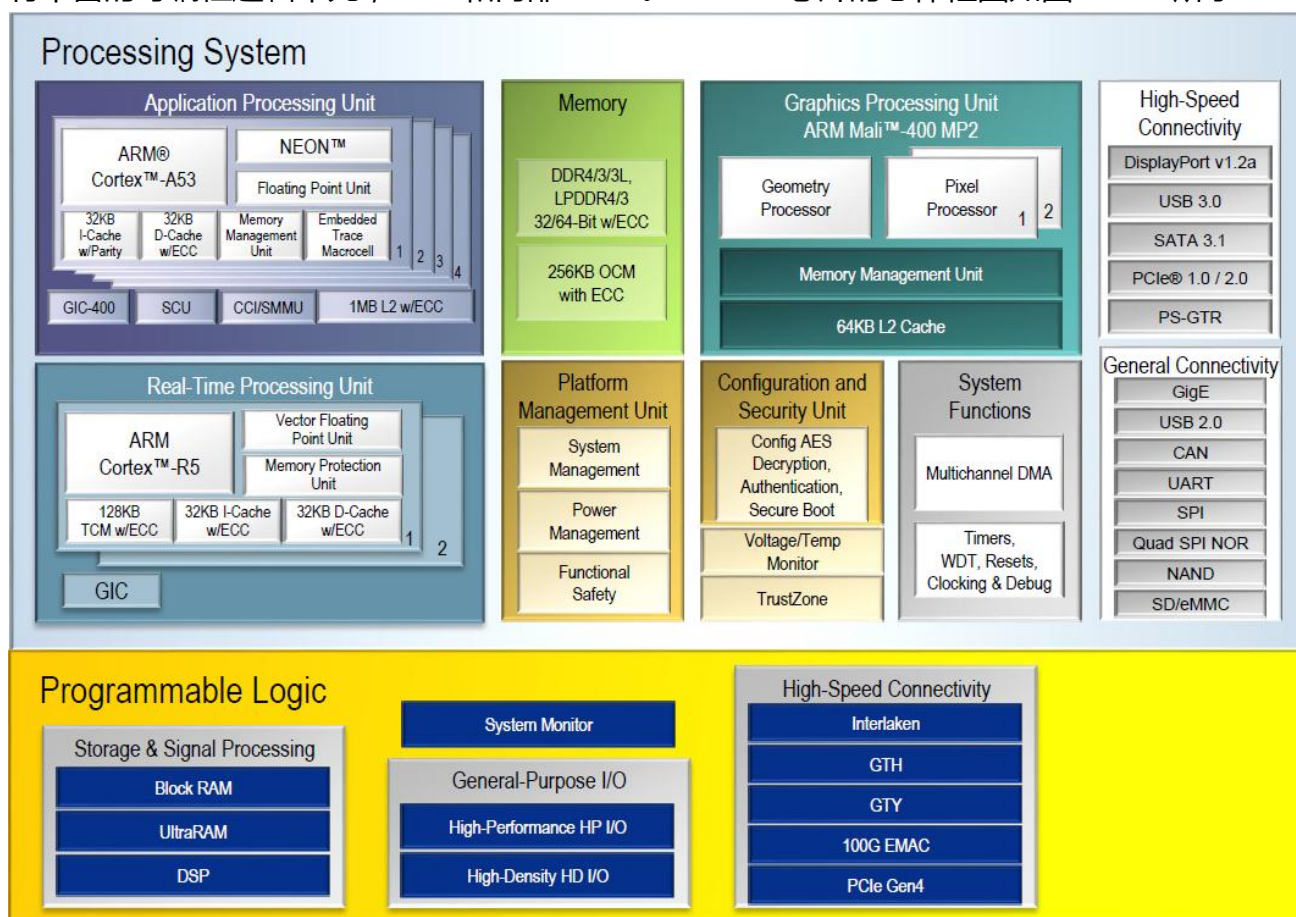 Processing System
Application Processing Unit
ARM®
Cortex™-A53
NEON™
Floating Point Unit
32KB
I-Cache
w/Parity
32KB
D-Cache
w/ECC
Memory
Management
Unit
Embedded
Trace
Macrocell
1
2
3
4
GIC-400
SCU
CCI/SMMU
1MB L2 w/ECC
Memory
DDR4/3/3L,
LPDDR4/3
32/64-Bit w/ECC
256KB OCM
with ECC
Graphics Processing Unit
ARM Mali™-400 MP2
Geometry
Processor
Pixel
Processor
1
2
Memory Management Unit
64KB L2 Cache
High-Speed
Connectivity
DisplayPort v1.2a
USB 3.0
SATA 3.1
PCIe® 1.0 / 2.0
PS-GTR
Real-Time Processing Unit
ARM
Cortex™-R5
Vector Floating
Point Unit
Memory Protection
Unit
128KB
TCM w/ECC
32KB I-Cache
w/ECC
32KB D-Cache
w/ECC
1
2
GIC
Platform
Management Unit
System
Management
Power
Management
Functional
Safety
Configuration and
Security Unit
Config AES
Decryption,
Authentication,
Secure Boot
Voltage/Temp
Monitor
TrustZone
System
Functions
Multichannel DMA
Timers,
WDT, Resets,
Clocking & Debug
General Connectivity
GigE
USB 2.0
CAN
UART
SPI
Quad SPI NOR
NAND
SD/eMMC
Programmable Logic
Storage & Signal Processing
Block RAM
UltraRAM
DSP
System Monitor
General-Purpose I/O
High-Performance HP I/O
High-Density HD I/O
High-Speed Connectivity
Interlaken
GTH
GTY
100G EMAC
PCIe Gen4